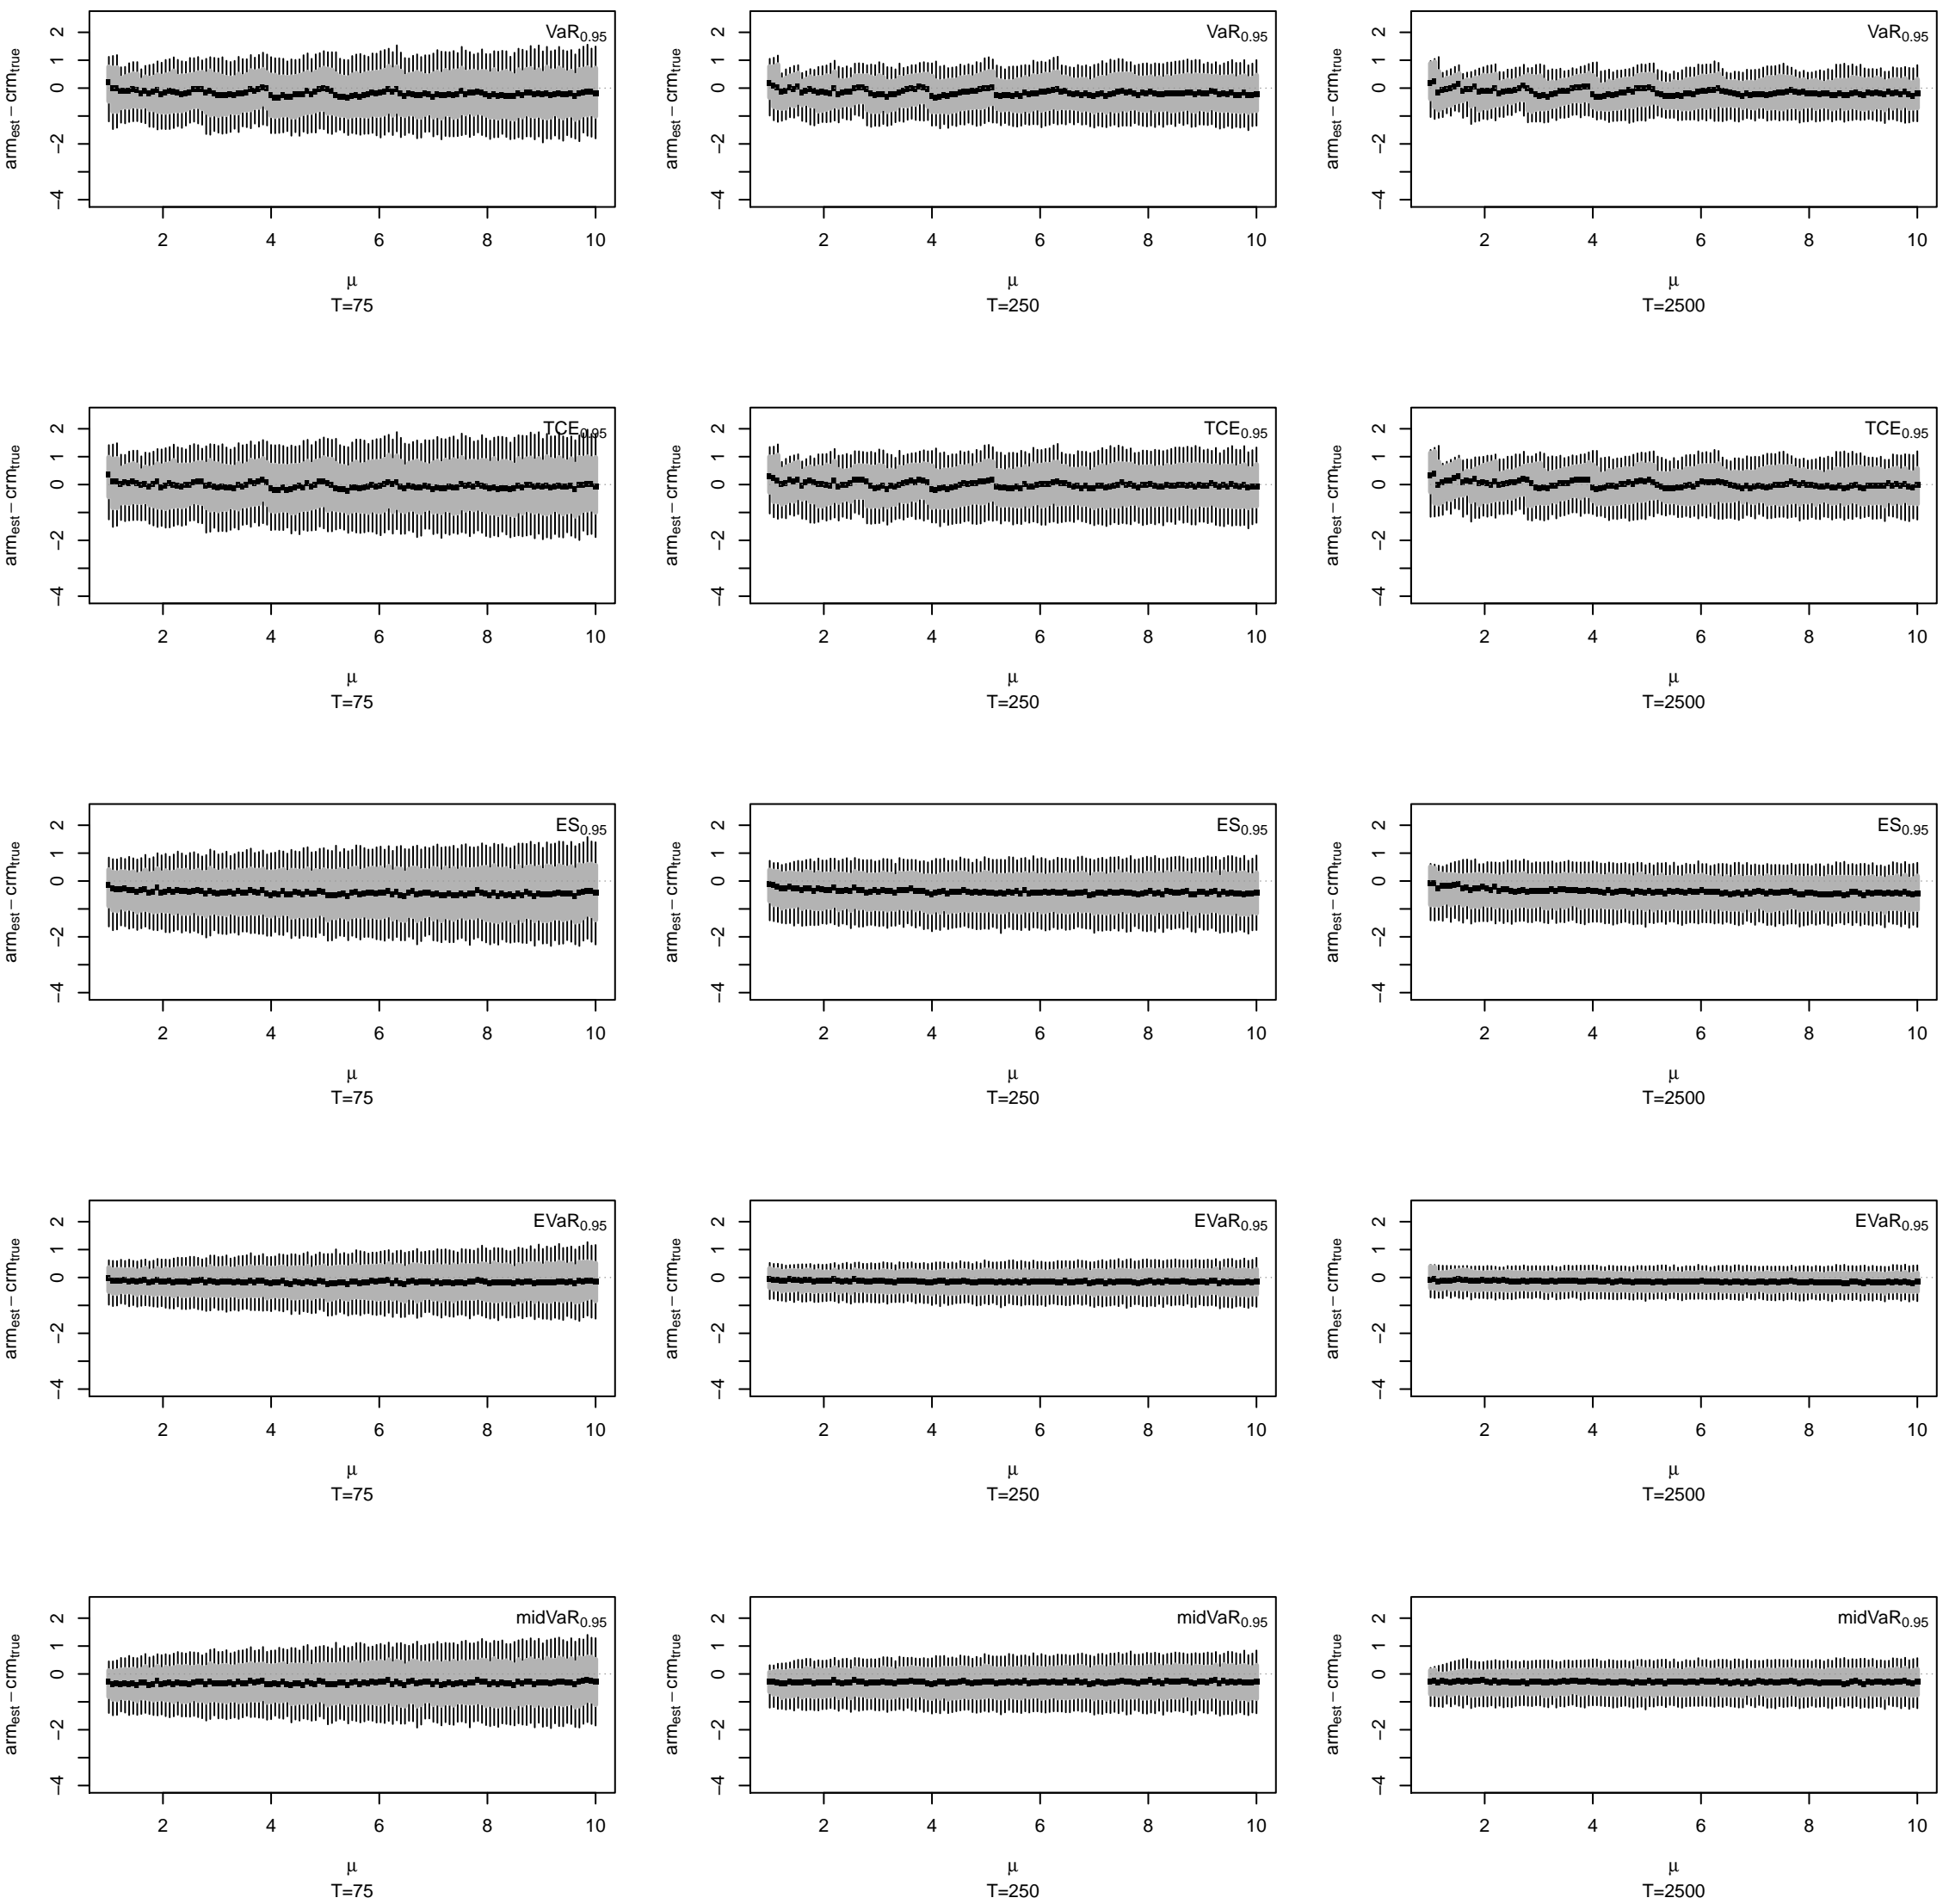 VaR0.95 VaR0.95 VaR0.95
2 2 2
1 1 1
0 0 0
−2 −2 −2
−4 −4 −4
armest − crmtrue armest − crmtrue armest − crmtrue
2 4 6 8 10 2 4 6 8 10 2 4 6 8 10
μ μ μ
T=75 T=250 T=2500
TCE0.95 TCE0.95 TCE0.95
2 2 2
1 1 1
0 0 0
−2 −2 −2
−4 −4 −4
armest − crmtrue armest − crmtrue armest − crmtrue
2 4 6 8 10 2 4 6 8 10 2 4 6 8 10
μ μ μ
T=75 T=250 T=2500
ES0.95 ES0.95 ES0.95
2 2 2
1 1 1
0 0 0
−2 −2 −2
−4 −4 −4
armest − crmtrue armest − crmtrue armest − crmtrue
2 4 6 8 10 2 4 6 8 10 2 4 6 8 10
μ μ μ
T=75 T=250 T=2500
EVaR0.95 EVaR0.95 EVaR0.95
2 2 2
1 1 1
0 0 0
−2 −2 −2
−4 −4 −4
armest − crmtrue armest − crmtrue armest − crmtrue
2 4 6 8 10 2 4 6 8 10 2 4 6 8 10
μ μ μ
T=75 T=250 T=2500
midVaR0.95 midVaR0.95 midVaR0.95
2 2 2
1 1 1
0 0 0
−2 −2 −2
−4 −4 −4
armest − crmtrue armest − crmtrue armest − crmtrue
2 4 6 8 10 2 4 6 8 10 2 4 6 8 10
μ μ μ
T=75 T=250 T=2500